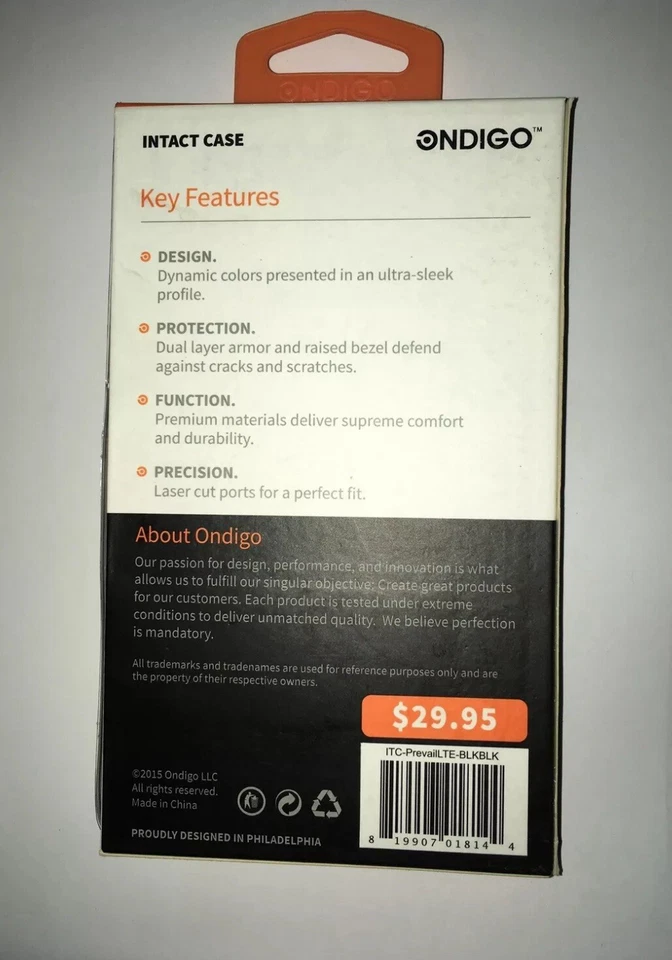 ONDIGO
INTACT CASE
ONDIGO™
Key Features
DESIGN.
Dynamic colors presented in an ultra-sleek
profile.
PROTECTION.
Dual layer armor and raised bezel defend
against cracks and scratches.
FUNCTION.
Premium materials deliver supreme comfort
and durability.
PRECISION.
Laser cut ports for a perfect fit.
About Ondigo
Our passion for design, performance, and innovation is what
allows us to fulfill our singular objective: Create great products
for our customers. Each product is tested under extreme
conditions to deliver unmatched quality. We believe perfection
is mandatory.
All trademarks and tradenames are used for reference purposes only and are
the property of their respective owners.
$29.95
ITC-PrevailLTE-BLKBLK
8 19907 01814 4
©2015 Ondigo LLC
All rights reserved.
Made in China
PROUDLY DESIGNED IN PHILADELPHIA